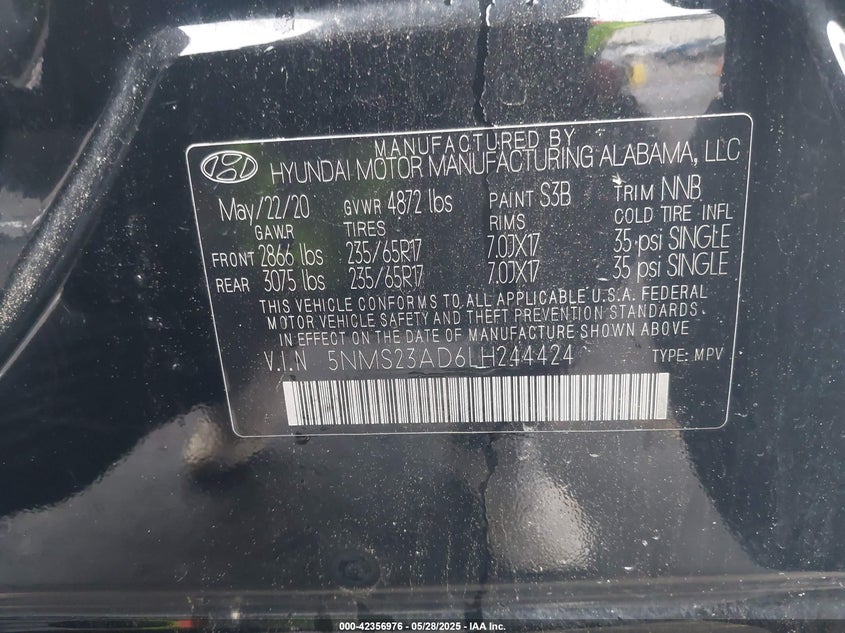 MANUFACTURED BY
HYUNDAI MOTOR MANUFACTURING ALABAMA, LLC
May/22/20 GVWR 4872 lbs PAINT S3B TRIM NNB
GAWR TIRES RIMS COLD TIRE INFL
FRONT 2866 lbs 235/65R17 7.0JX17 35 psi SINGLE
REAR 3075 lbs 235/65R17 7.0JX17 35 psi SINGLE
THIS VEHICLE CONFORMS TO ALL APPLICABLE U.S.A. FEDERAL
MOTOR VEHICLE SAFETY AND THEFT PREVENTION STANDARDS
IN EFFECT ON THE DATE OF MANUFACTURE SHOWN ABOVE
V.I.N 5NMS23AD6LH244424 TYPE: MPV
000-42356976 - 05/28/2025 - IAA Inc.